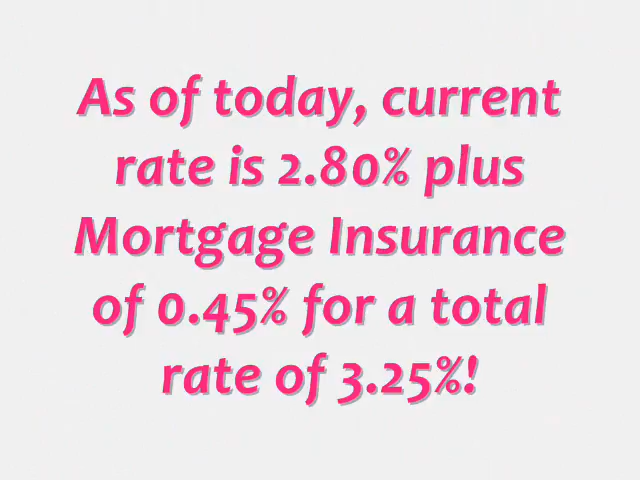 As of today, current
rate is 2.80% plus
Mortgage Insurance
of 0.45% for a total
rate of 3.25%!